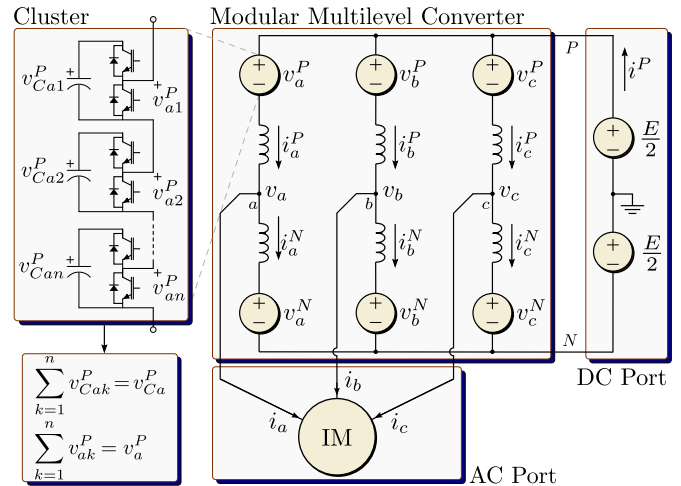 Cluster
Modular Multilevel Converter
P
i^P
v_{Ca1}^P
+
+
v_{a1}^P
+
−
v_a^P
+
−
v_b^P
+
−
v_c^P
+
−
E/2
v_{Ca2}^P
+
+
v_{a2}^P
i_a^P
i_b^P
i_c^P
a
v_a
b
v_b
c
v_c
v_{Can}^P
+
+
v_{an}^P
i_a^N
i_b^N
i_c^N
+
−
E/2
+
−
v_a^N
+
−
v_b^N
+
−
v_c^N
N
DC Port
\sum_{k=1}^{n} v_{Cak}^P = v_{Ca}^P
\sum_{k=1}^{n} v_{ak}^P = v_a^P
i_a
i_b
i_c
IM
AC Port